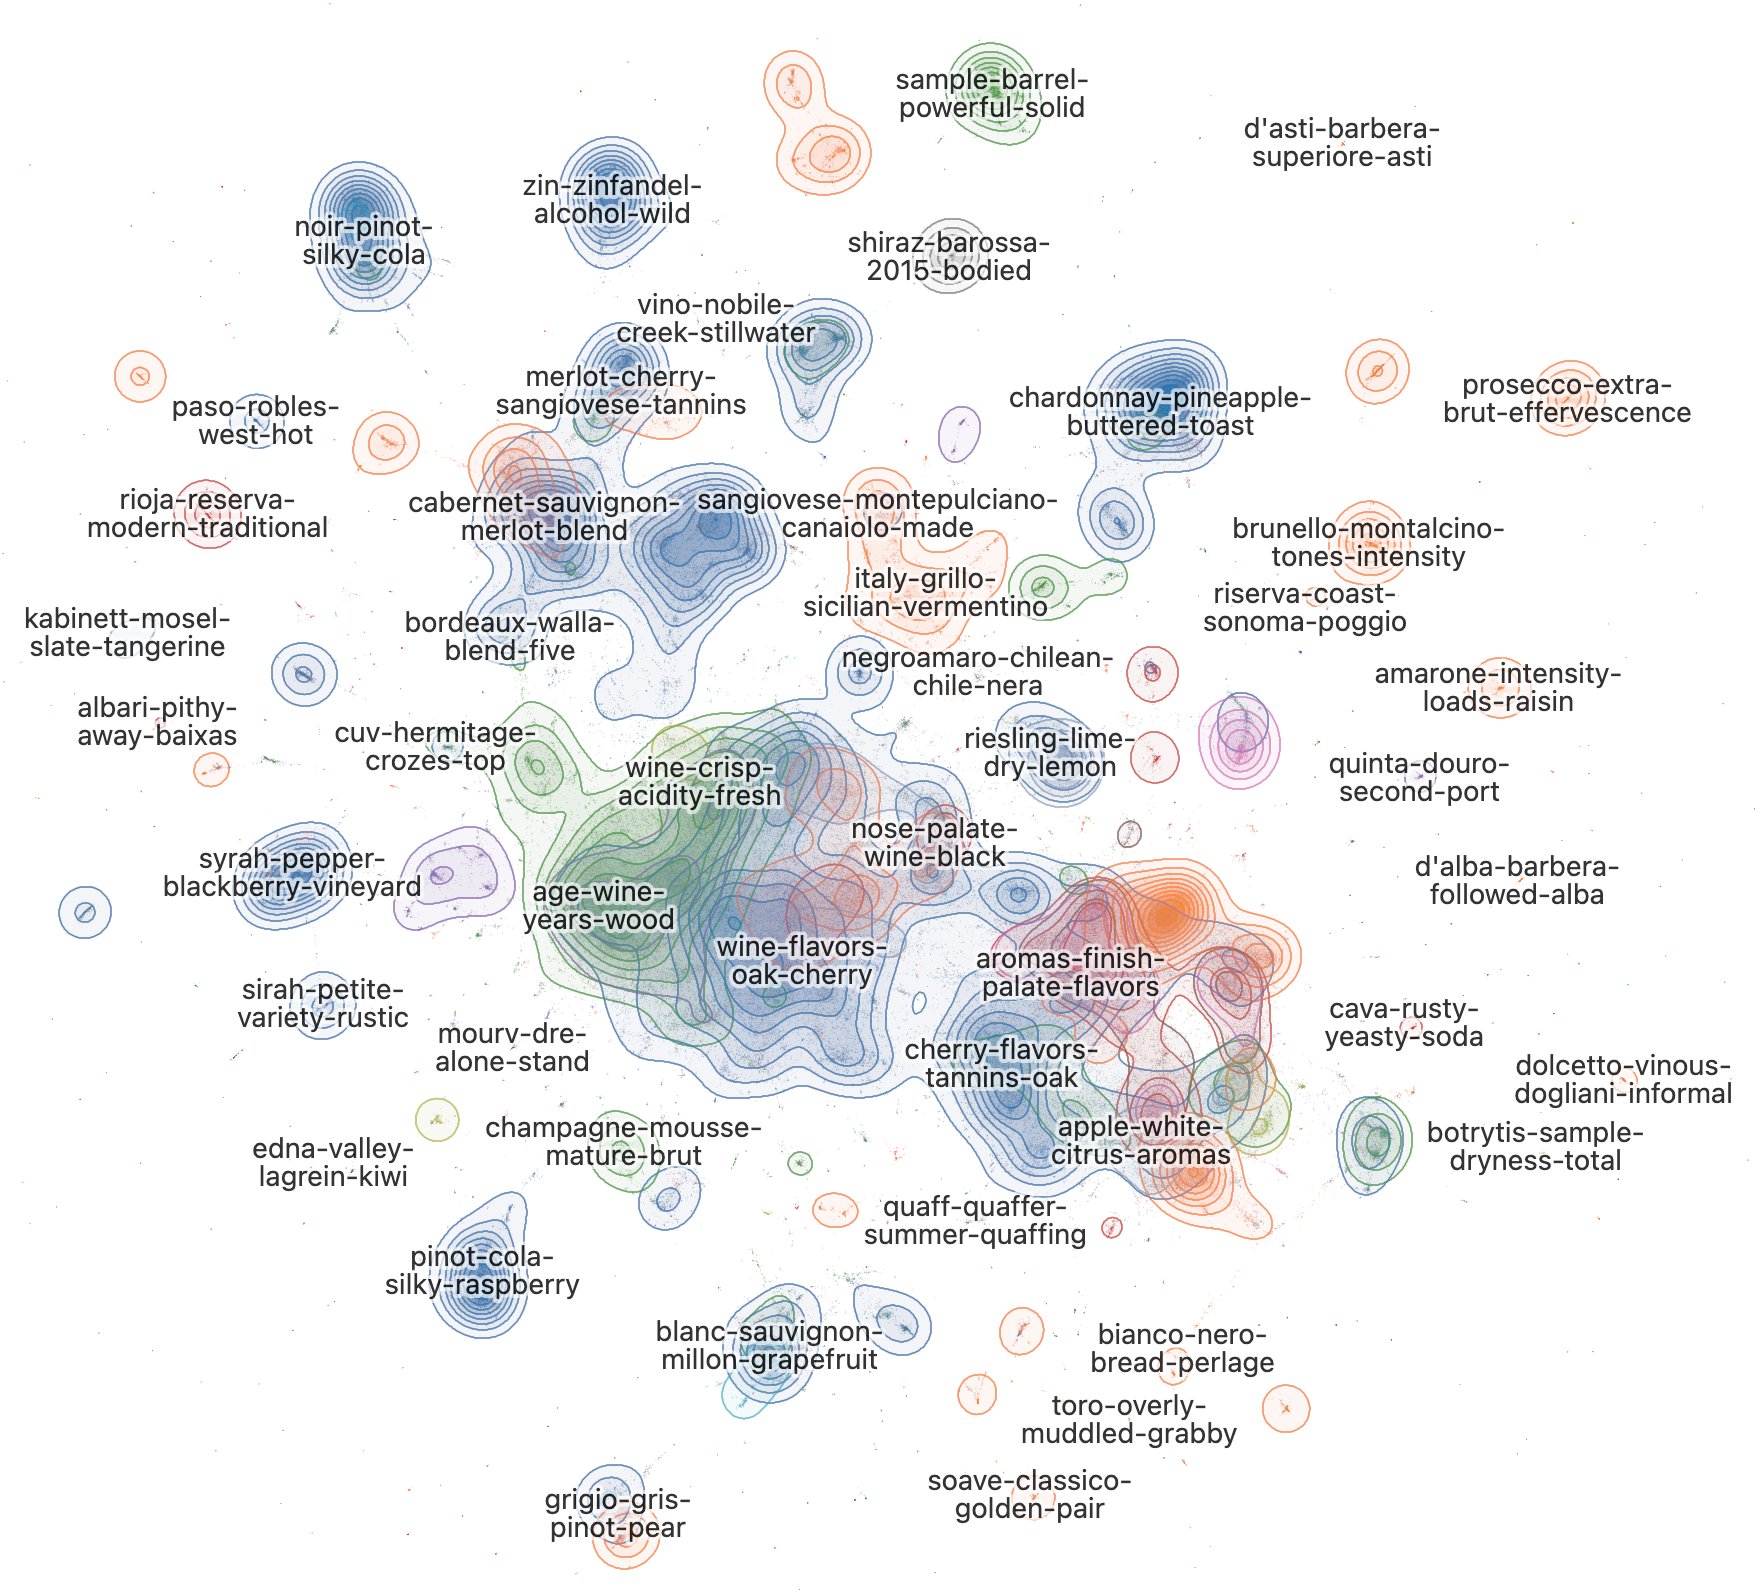 sample-barrel-
powerful-solid
d'asti-barbera-
superiore-asti
zin-zinfandel-
alcohol-wild
noir-pinot-
silky-cola
shiraz-barossa-
2015-bodied
vino-nobile-
creek-stillwater
merlot-cherry-
sangiovese-tannins
chardonnay-pineapple-
buttered-toast
prosecco-extra-
brut-effervescence
paso-robles-
west-hot
rioja-reserva-
modern-traditional
cabernet-sauvignon-
merlot-blend
sangiovese-montepulciano-
canaiolo-made
brunello-montalcino-
tones-intensity
italy-grillo-
sicilian-vermentino
riserva-coast-
sonoma-poggio
kabinett-mosel-
slate-tangerine
bordeaux-walla-
blend-five
negroamaro-chilean-
chile-nera
amarone-intensity-
loads-raisin
albari-pithy-
away-baixas
cuv-hermitage-
crozes-top
riesling-lime-
dry-lemon
wine-crisp-
acidity-fresh
quinta-douro-
second-port
nose-palate-
wine-black
syrah-pepper-
blackberry-vineyard
d'alba-barbera-
followed-alba
age-wine-
years-wood
wine-flavors-
oak-cherry
aromas-finish-
palate-flavors
sirah-petite-
variety-rustic
cava-rusty-
yeasty-soda
mourv-dre-
alone-stand
cherry-flavors-
tannins-oak
dolcetto-vinous-
dogliani-informal
champagne-mousse-
mature-brut
apple-white-
citrus-aromas
botrytis-sample-
dryness-total
edna-valley-
lagrein-kiwi
quaff-quaffer-
summer-quaffing
pinot-cola-
silky-raspberry
blanc-sauvignon-
millon-grapefruit
bianco-nero-
bread-perlage
toro-overly-
muddled-grabby
soave-classico-
golden-pair
grigio-gris-
pinot-pear